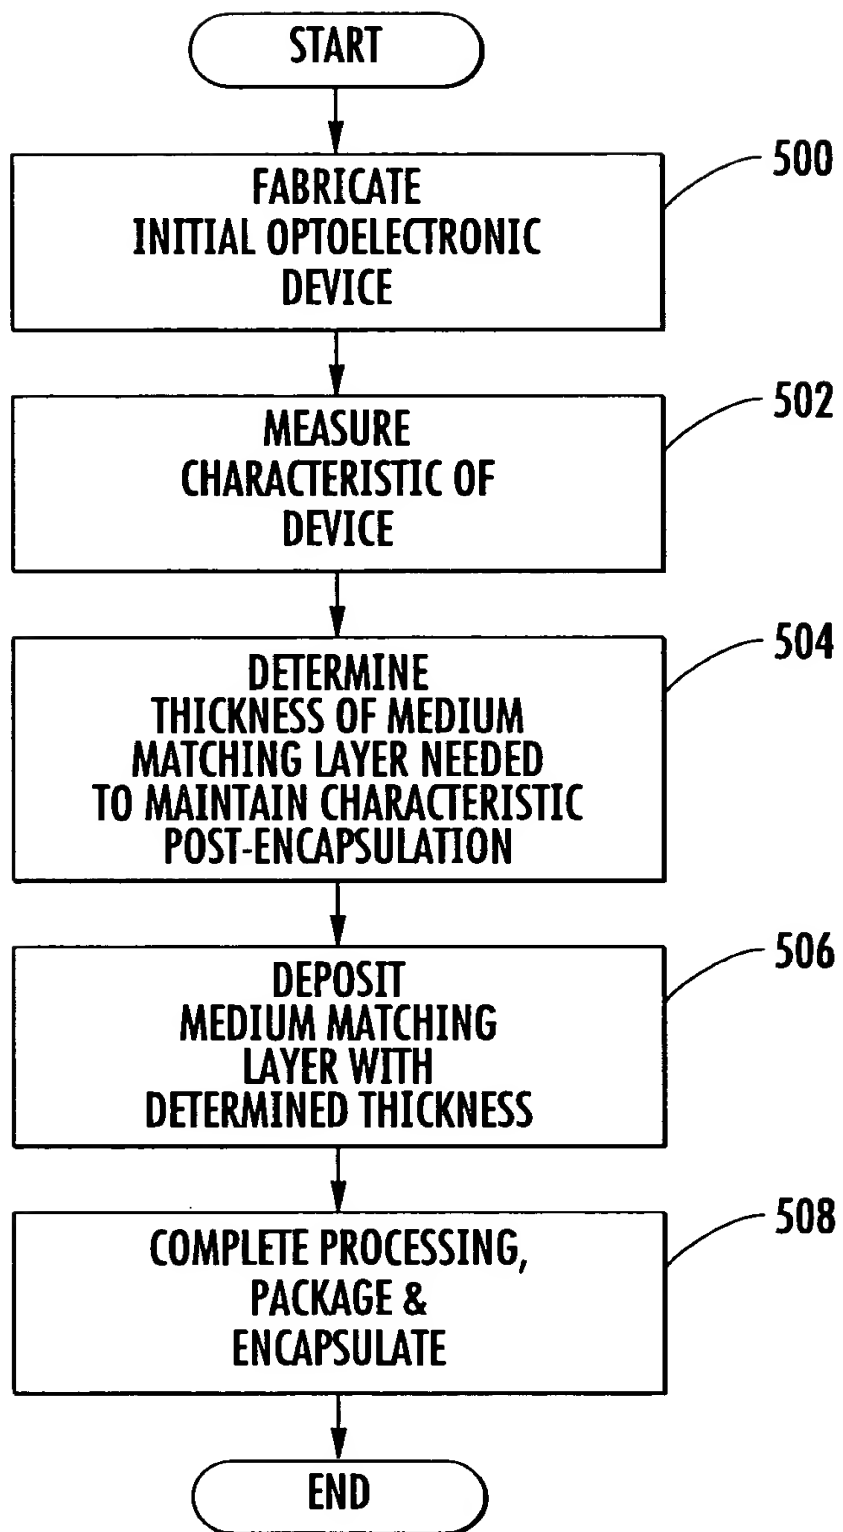 START
500
FABRICATE
INITIAL OPTOELECTRONIC
DEVICE
502
MEASURE
CHARACTERISTIC OF
DEVICE
504
DETERMINE
THICKNESS OF MEDIUM
MATCHING LAYER NEEDED
TO MAINTAIN CHARACTERISTIC
POST-ENCAPSULATION
506
DEPOSIT
MEDIUM MATCHING
LAYER WITH
DETERMINED THICKNESS
508
COMPLETE PROCESSING,
PACKAGE &
ENCAPSULATE
END